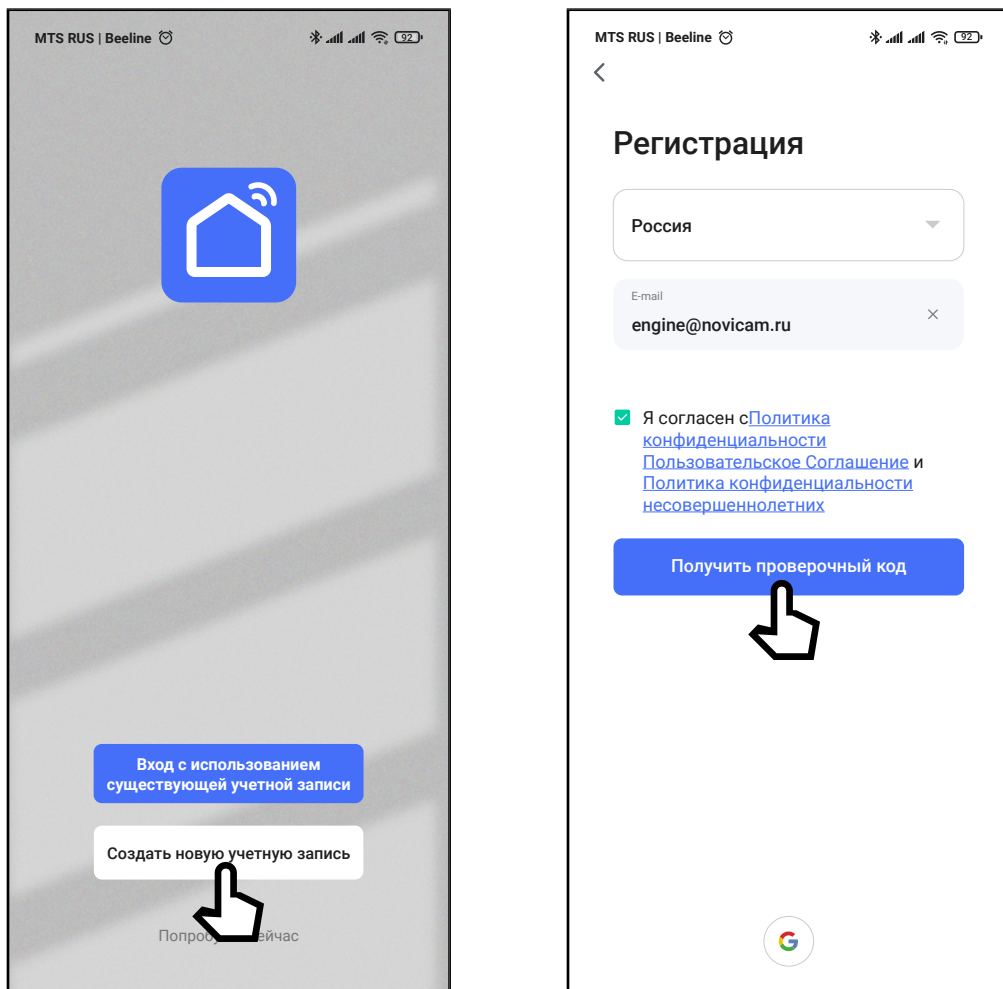 MTS RUS | Beeline
92
Вход с использованием
существующей учетной записи
Создать новую учетную запись
MTS RUS | Beeline
92
Регистрация
Россия
E-mail
engine@novicam.ru
Я согласен сПолитика
конфиденциальности
Пользовательское Соглашение и
Политика конфиденциальности
несовершеннолетних
Получить проверочный код
G